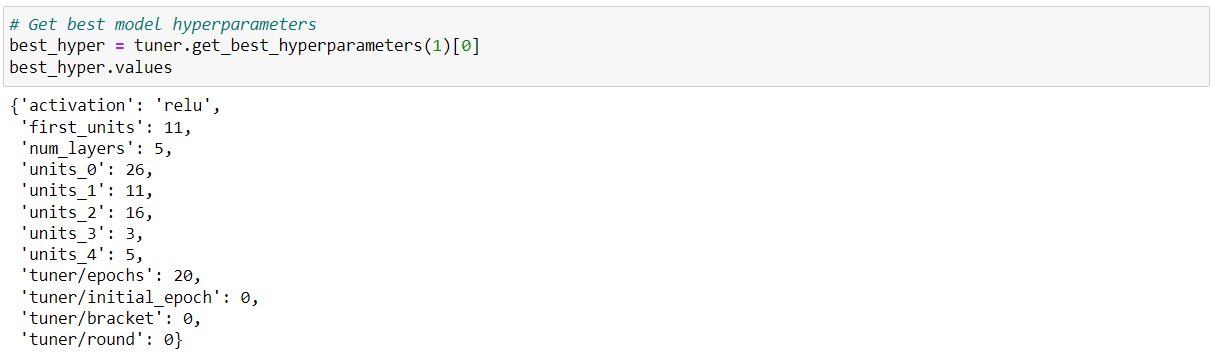 # Get best model hyperparameters
best_hyper = tuner.get_best_hyperparameters(1)[0]
best_hyper.values
{'activation': 'relu',
 'first_units': 11,
 'num_layers': 5,
 'units_0': 26,
 'units_1': 11,
 'units_2': 16,
 'units_3': 3,
 'units_4': 5,
 'tuner/epochs': 20,
 'tuner/initial_epoch': 0,
 'tuner/bracket': 0,
 'tuner/round': 0}